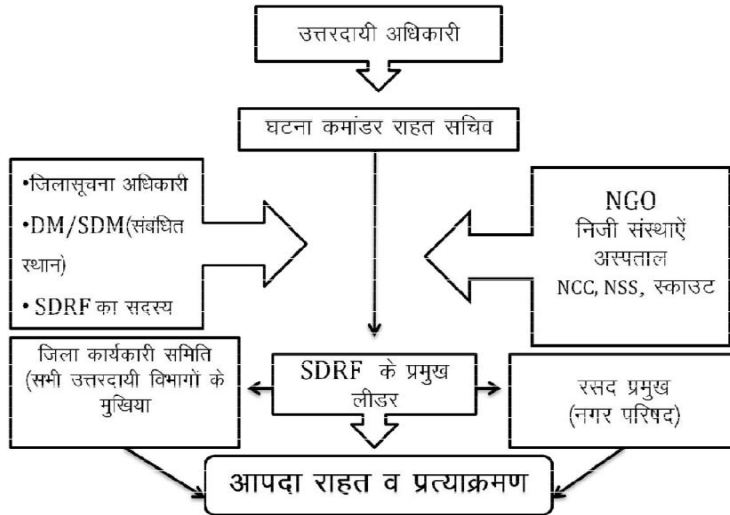 उत्तरदायी अधिकारी
घटना कमांडर राहत सचिव
•जिलासूचना अधिकारी
•DM/SDM(संबंधित
स्थान)
• SDRF का सदस्य
NGO
निजी संस्थाऐं
अस्पताल
NCC, NSS, स्काउट
जिला कार्यकारी समिति
(सभी उत्तरदायी विभागों के
मुखिया
SDRF के प्रमुख
लीडर
रसद प्रमुख
(नगर परिषद)
आपदा राहत व प्रत्याक्रमण